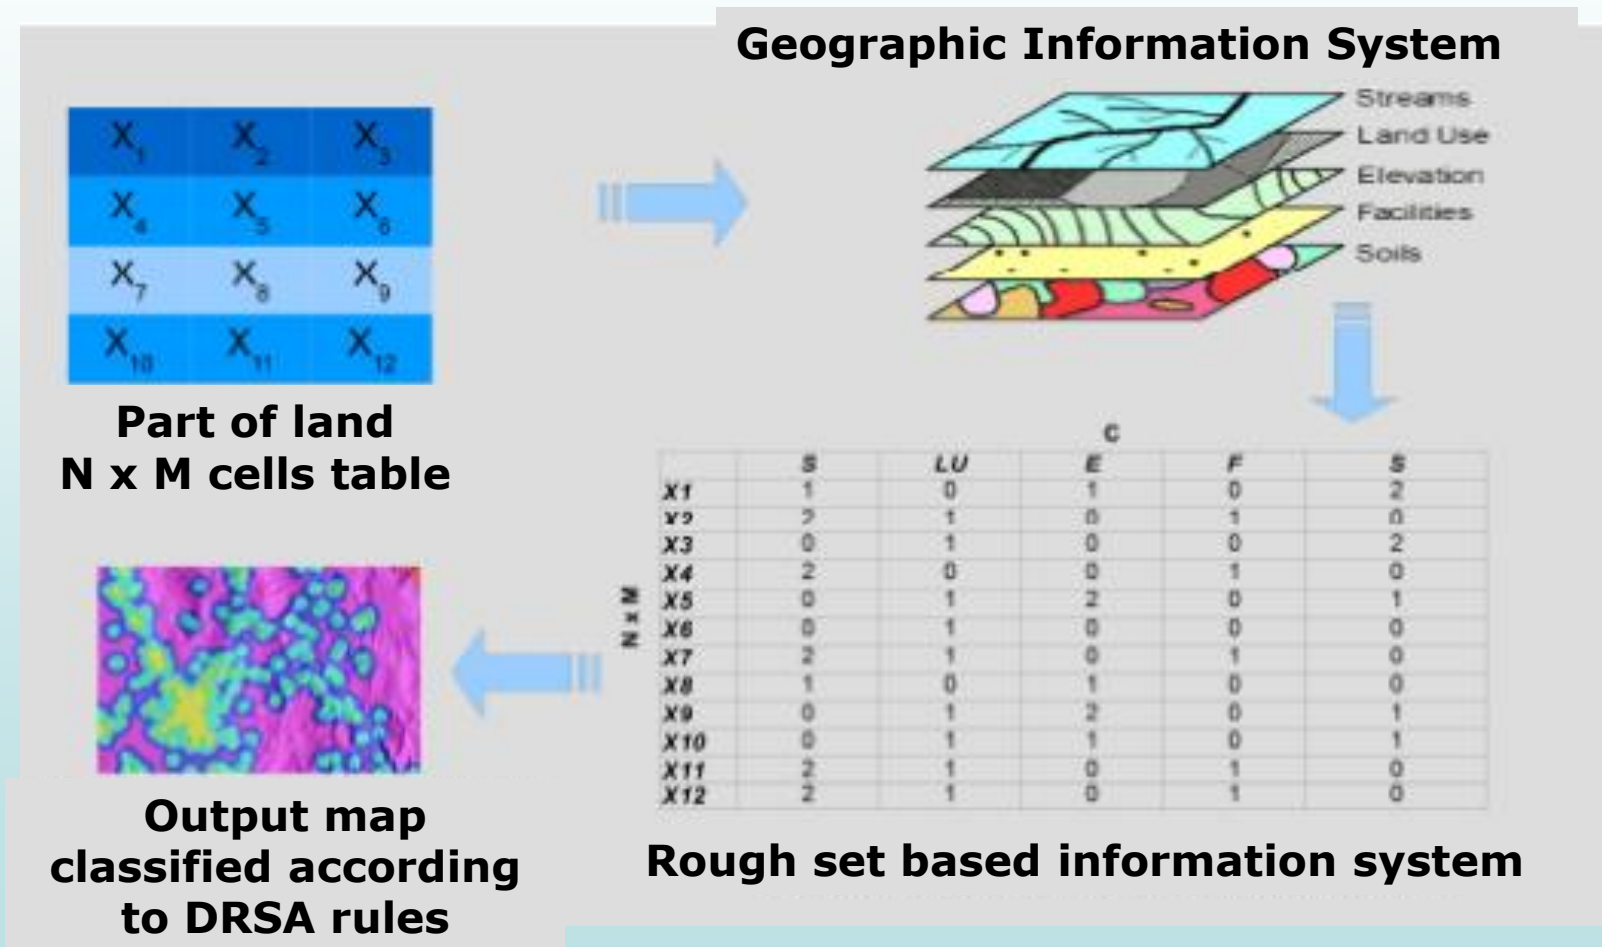 Geographic Information System
X1 X2 X3
X4 X5 X6
X7 X8 X9
X10 X11 X12
Part of land
N x M cells table
Streams
Land Use
Elevation
Facilities
Soils
C
S LU E F S
N x M
X1 1 0 1 0 2
X2 2 1 0 1 0
X3 0 1 0 0 2
X4 2 0 0 1 0
X5 0 1 2 0 1
X6 0 1 0 0 0
X7 2 1 0 1 0
X8 1 0 1 0 0
X9 0 1 2 0 1
X10 0 1 1 0 1
X11 2 1 0 1 0
X12 2 1 0 1 0
Rough set based information system
Output map
classified according
to DRSA rules